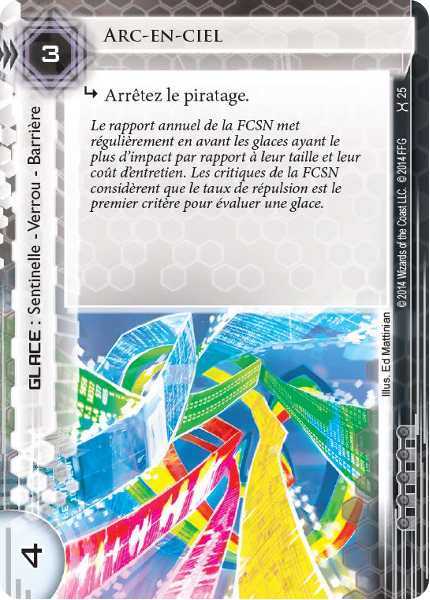 3
Arc-en-ciel
↳ Arrêtez le piratage.
Le rapport annuel de la FCSN met
régulièrement en avant les glaces ayant le
plus d'impact par rapport à leur taille et leur
coût d'entretien. Les critiques de la FCSN
considèrent que le taux de répulsion est le
premier critère pour évaluer une glace.
GLACE : Sentinelle - Verrou - Barrière
25
© 2014 Wizards of the Coast LLC. © 2014 FFG
Illus. Ed Mattinian
4